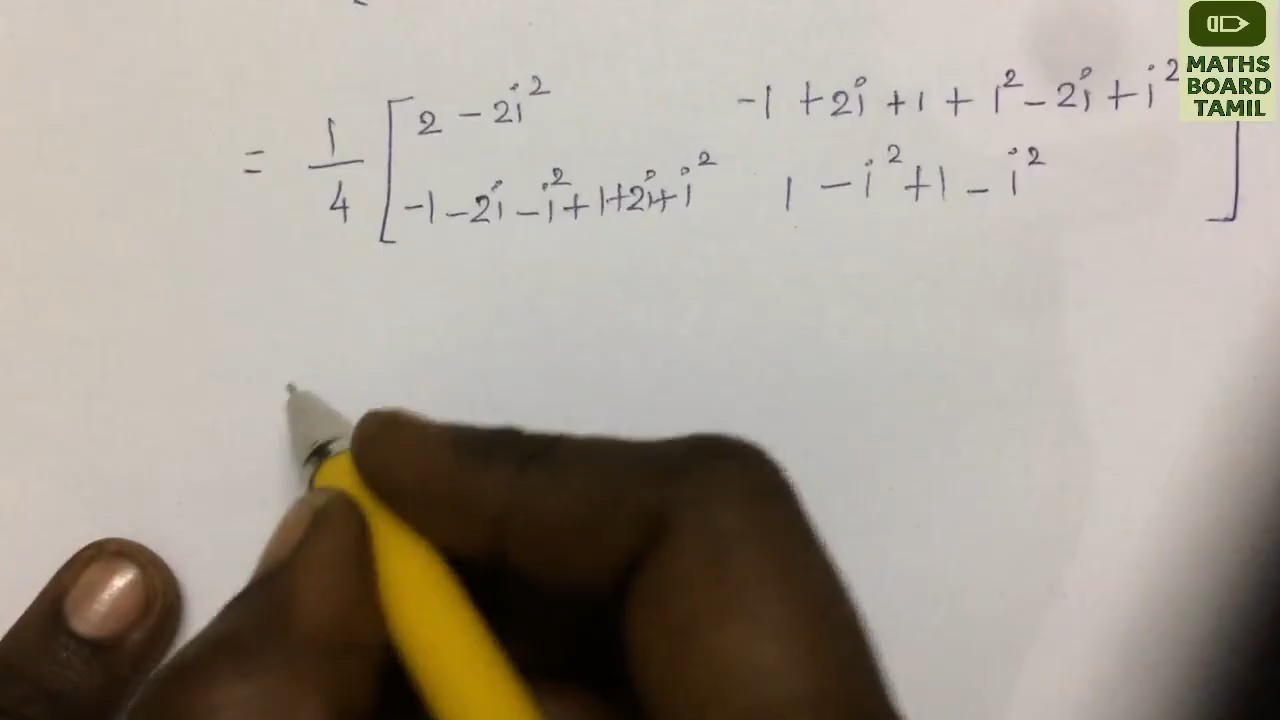 MATHS
BOARD
TAMIL
= 1/4 [ 2 - 2i² -1 + 2i + 1 + i² - 2i + i²
-1 - 2i - i² + 1 + 2i + i² 1 - i² + 1 - i² ]